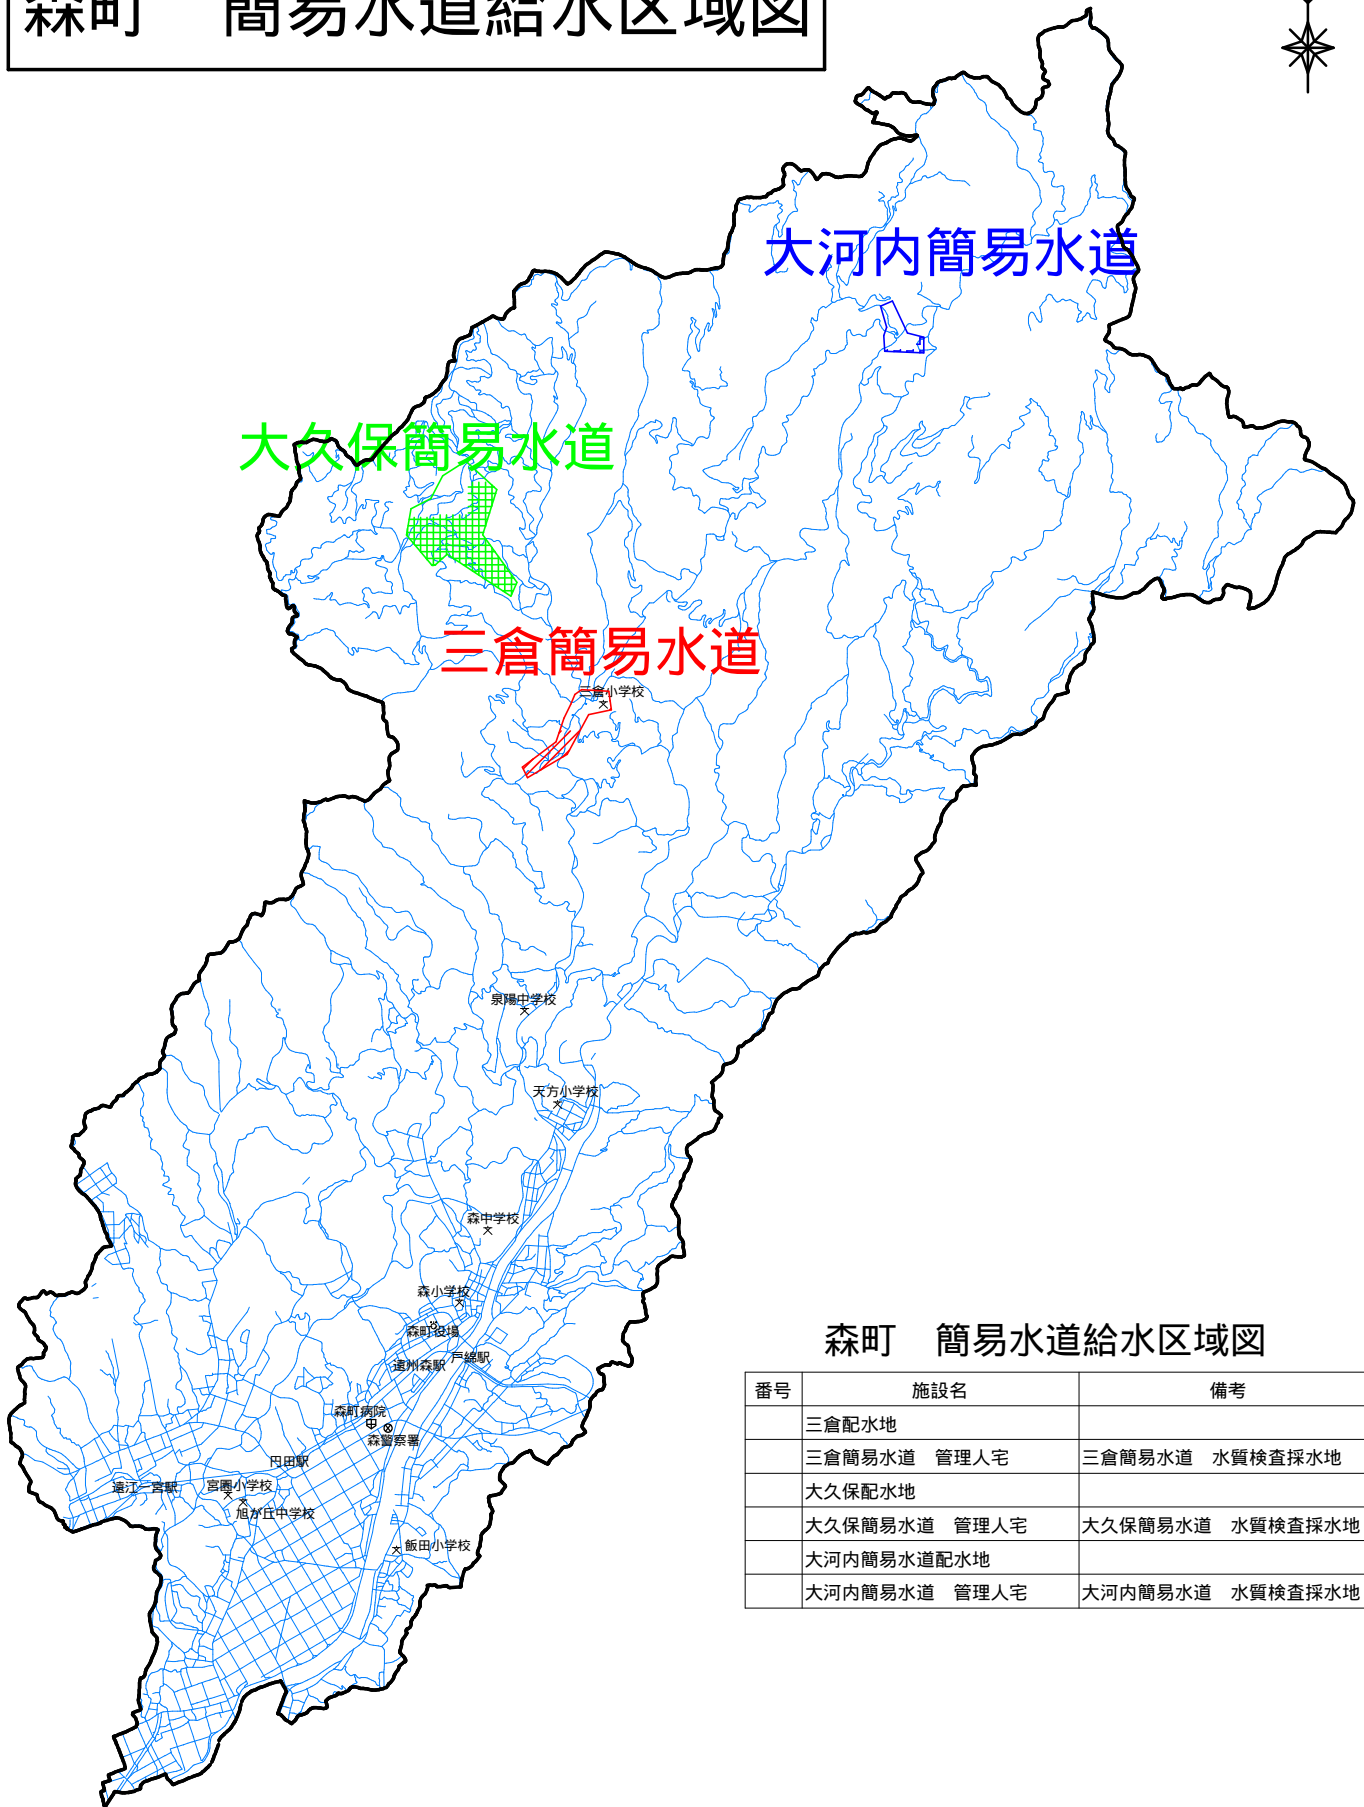 森町　簡易水道給水区域図
大河内簡易水道
大久保簡易水道
三倉簡易水道
三倉小学校
泉陽中学校
天方小学校
森中学校
森小学校
森町役場
戸綿駅
遠州森駅
森町病院
森警察署
円田駅
遠江一宮駅
宮園小学校
旭が丘中学校
飯田小学校
森町　簡易水道給水区域図
番号　施設名　備考
三倉配水地
三倉簡易水道　管理人宅　三倉簡易水道　水質検査採水地
大久保配水地
大久保簡易水道　管理人宅　大久保簡易水道　水質検査採水地
大河内簡易水道配水地
大河内簡易水道　管理人宅　大河内簡易水道　水質検査採水地